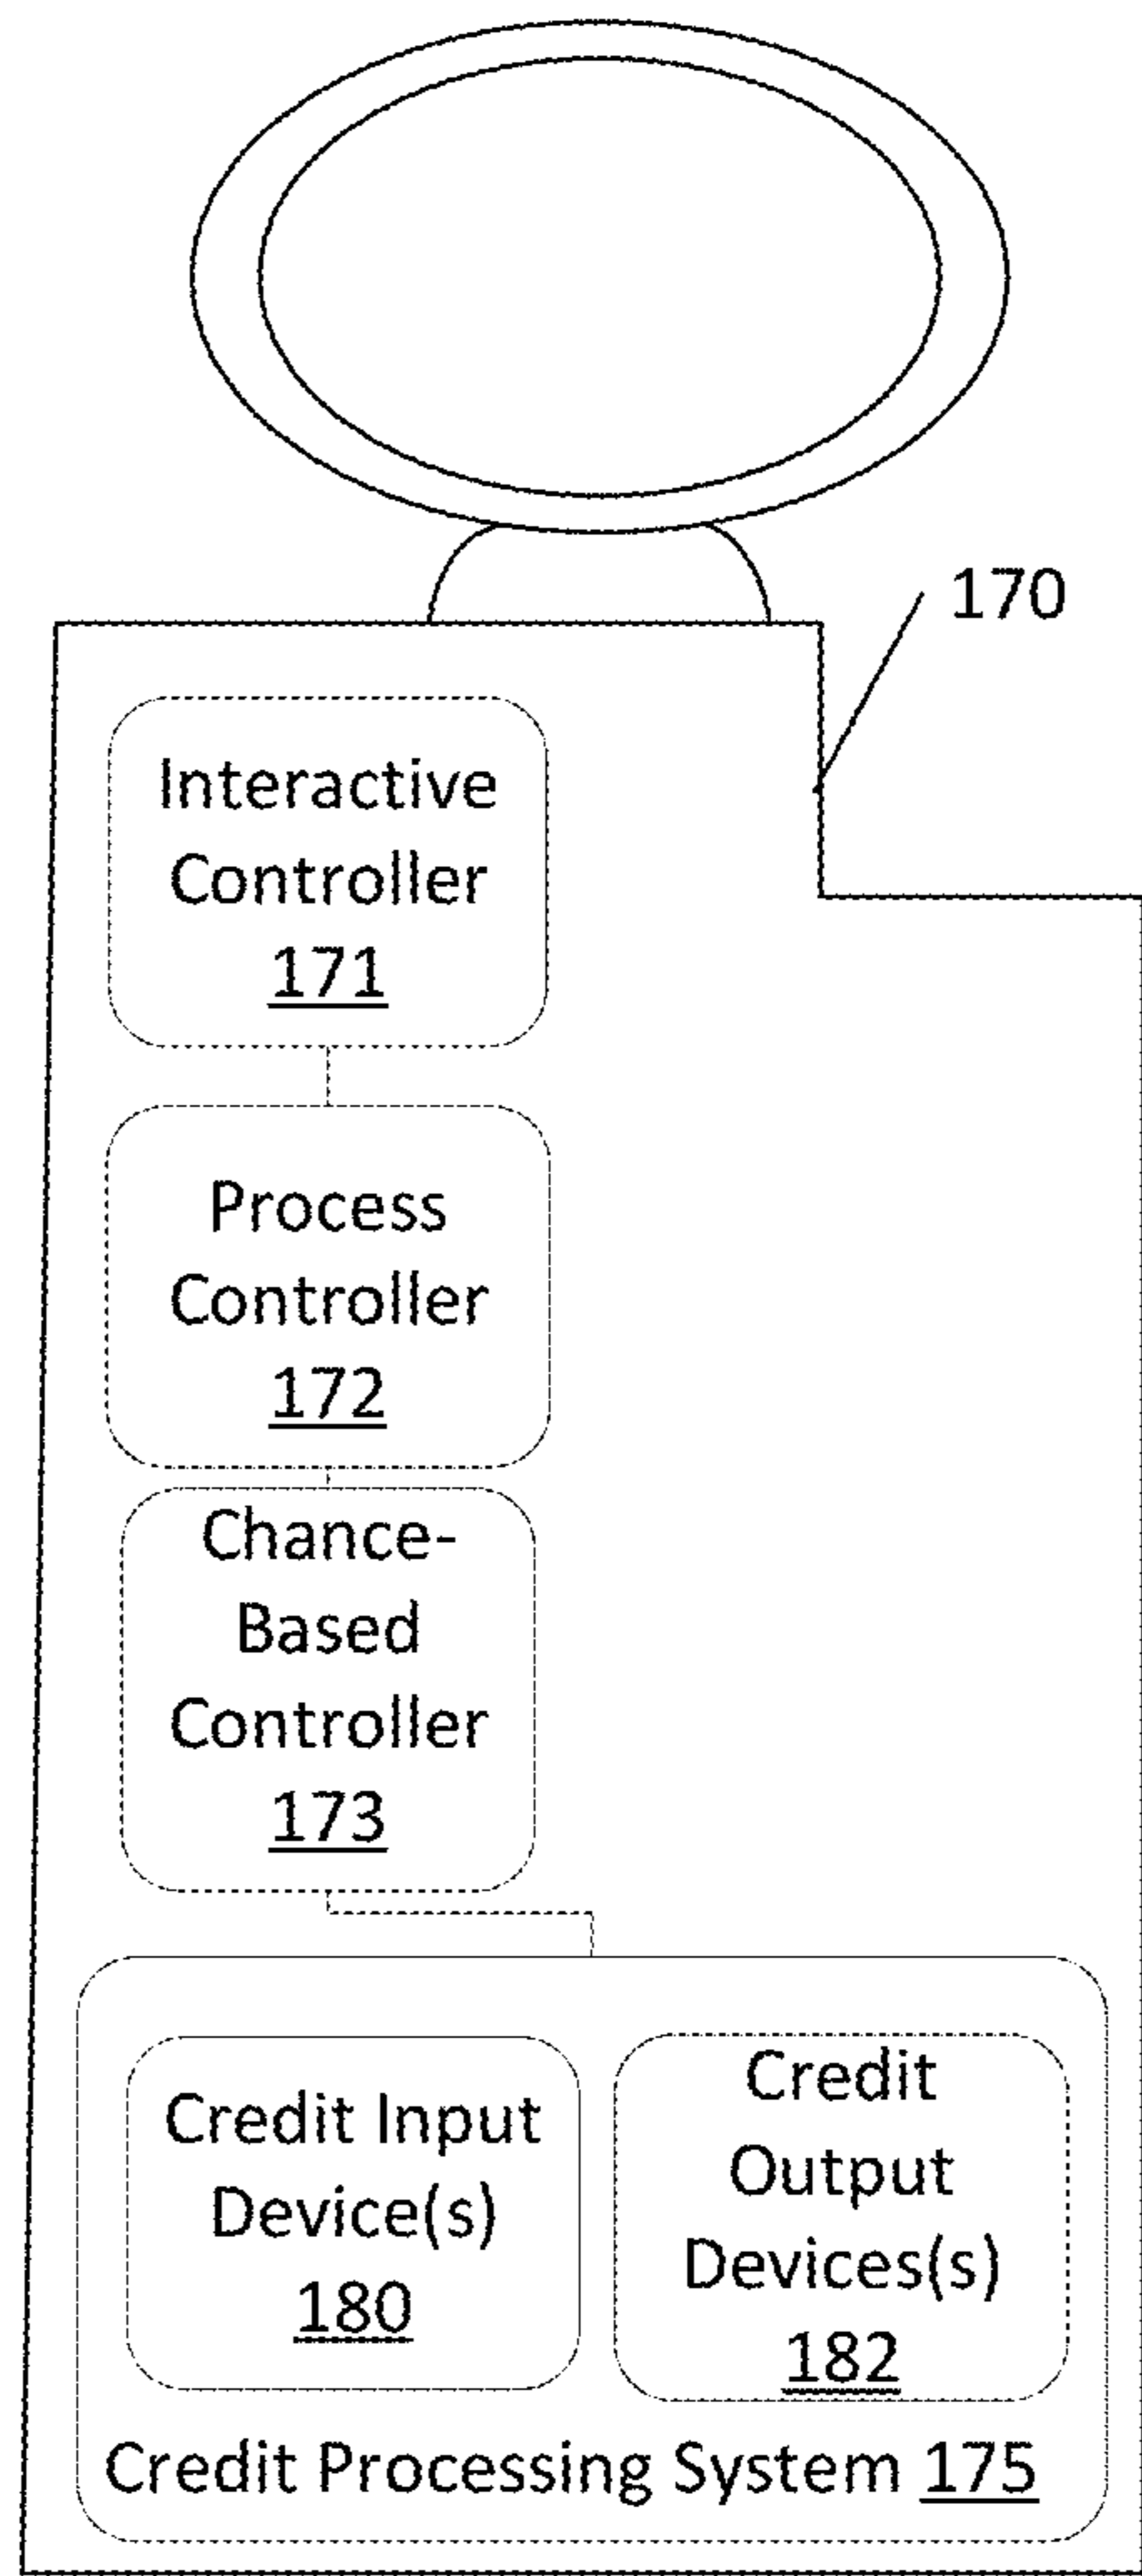 170
Interactive
Controller
171
Process
Controller
172
Chance-
Based
Controller
173
Credit Input
Device(s)
180
Credit
Output
Devices(s)
182
Credit Processing System 175